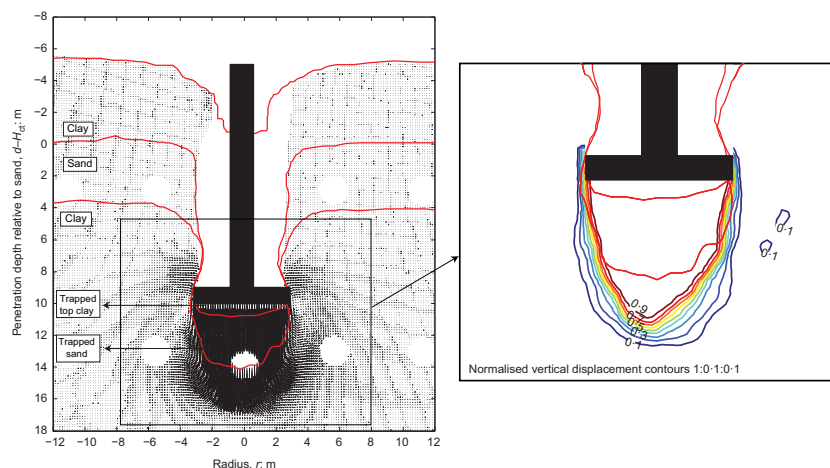 −8
−6
−4
−2
0
2
4
6
8
10
12
14
16
18
Penetration depth relative to sand, d–Hct: m
Clay
Sand
Clay
Trapped
top clay
Trapped
sand
−12 −10 −8 −6 −4 −2 0 2 4 6 8 10 12
Radius, r: m
0·1
0·1
0·9
0·3
0·1
Normalised vertical displacement contours 1:0·1:0·1